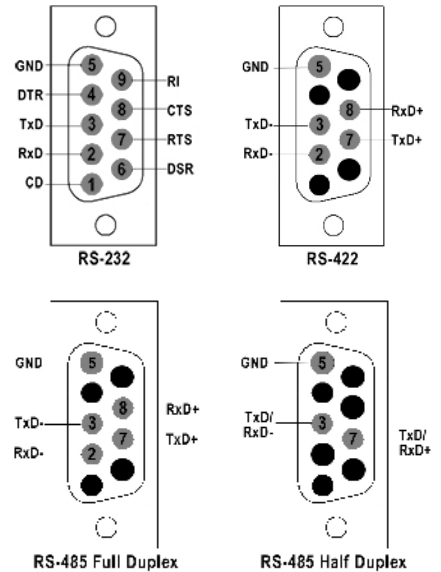 GND 5
9 RI
DTR 4
8 CTS
TxD 3
7 RTS
RxD 2
6 DSR
CD 1
RS-232
GND 5
8 RxD+
TxD- 3
7 TxD+
RxD- 2
RS-422
GND 5
8 RxD+
TxD- 3
7 TxD+
RxD- 2
RS-485 Full Duplex
GND 5
TxD/
RxD- 3
7 TxD/
RxD+
RS-485 Half Duplex